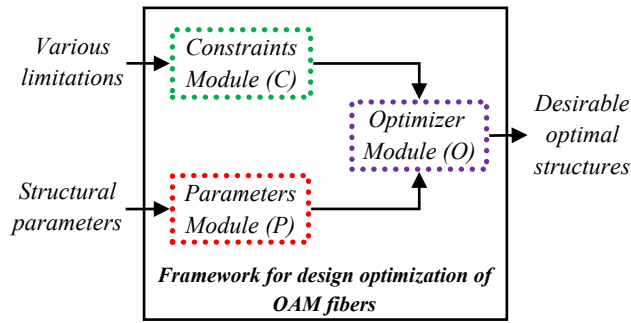 Various
limitations
Constraints
Module (C)
Optimizer
Module (O)
Desirable
optimal
structures
Structural
parameters
Parameters
Module (P)
Framework for design optimization of
OAM fibers